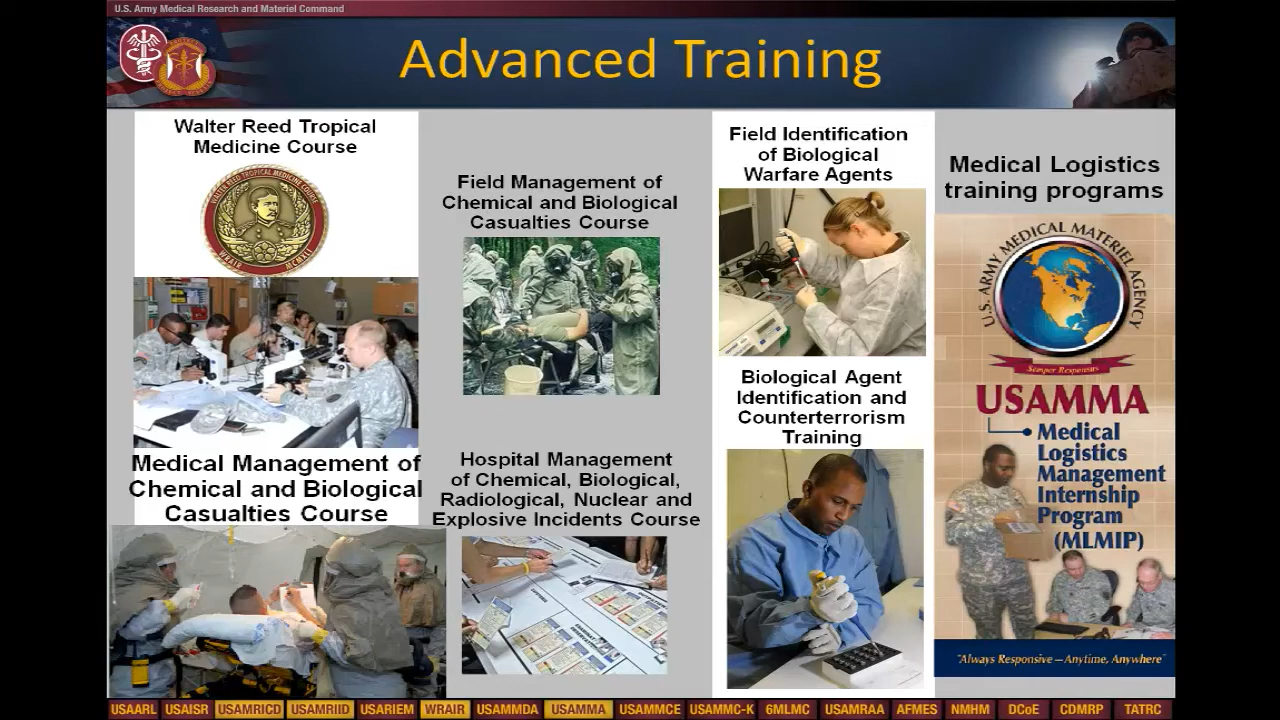 U.S. Army Medical Research and Materiel Command
Advanced Training
Walter Reed Tropical
Medicine Course
WALTER REED TROPICAL MEDICINE COURSE
WRAIR
MCMXLI
Medical Management of
Chemical and Biological
Casualties Course
Field Management of
Chemical and Biological
Casualties Course
Hospital Management
of Chemical, Biological,
Radiological, Nuclear and
Explosive Incidents Course
Field Identification
of Biological
Warfare Agents
Biological Agent
Identification and
Counterterrorism
Training
Medical Logistics
training programs
U.S. ARMY MEDICAL MATERIEL AGENCY
Semper Responsus
USAMMA
Medical
Logistics
Management
Internship
Program
(MLMIP)
"Always Responsive—Anytime, Anywhere"
USAARL USAISR USAMRICD USAMRIID USARIEM WRAIR USAMMDA USAMMA USAMMCE USAMMC-K 6MLMC USAMRAA AFMES NMHM DCoE CDMRP TATRC